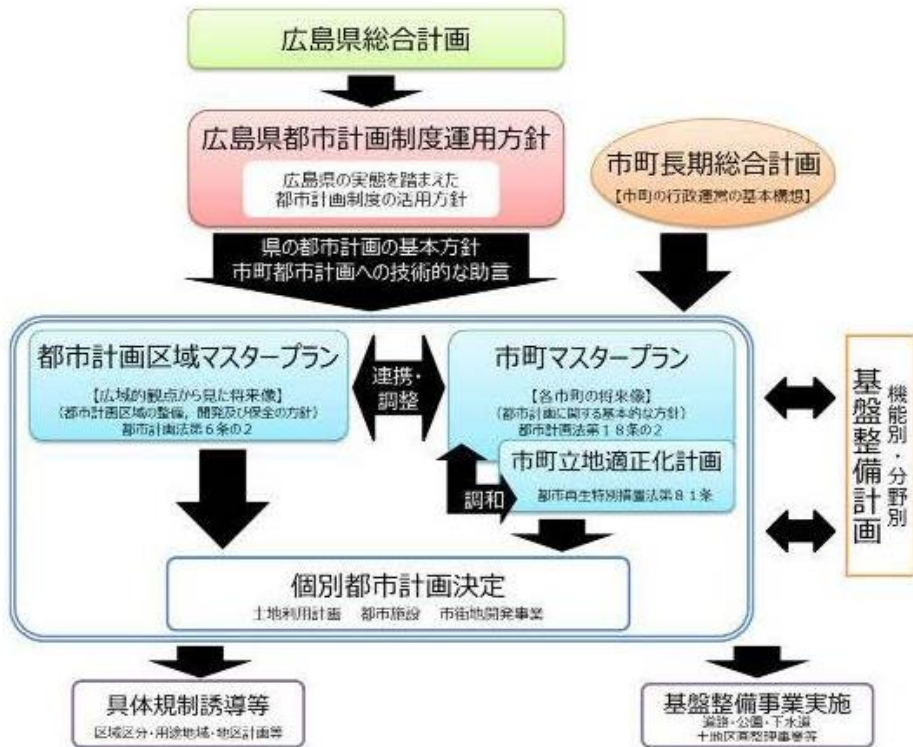 広島県総合計画
広島県都市計画制度運用方針
広島県の実態を踏まえた
都市計画制度の活用方針
市町長期総合計画
【市町の行政運営の基本構想】
県の都市計画の基本方針
市町都市計画への技術的な助言
都市計画区域マスタープラン
【広域的観点から見た将来像】
(都市計画区域の整備，開発及び保全の方針)
都市計画法第6条の2
連携・
調整
市町マスタープラン
【各市町の将来像】
(都市計画に関する基本的な方針)
都市計画法第18条の2
市町立地適正化計画
都市再生特別措置法第81条
調和
機能別・分野別
基盤整備計画
個別都市計画決定
土地利用計画 都市施設 市街地開発事業
具体規制誘導等
区域区分・用途地域・地区計画等
基盤整備事業実施
道路・公園・下水道
土地区画整理事業等